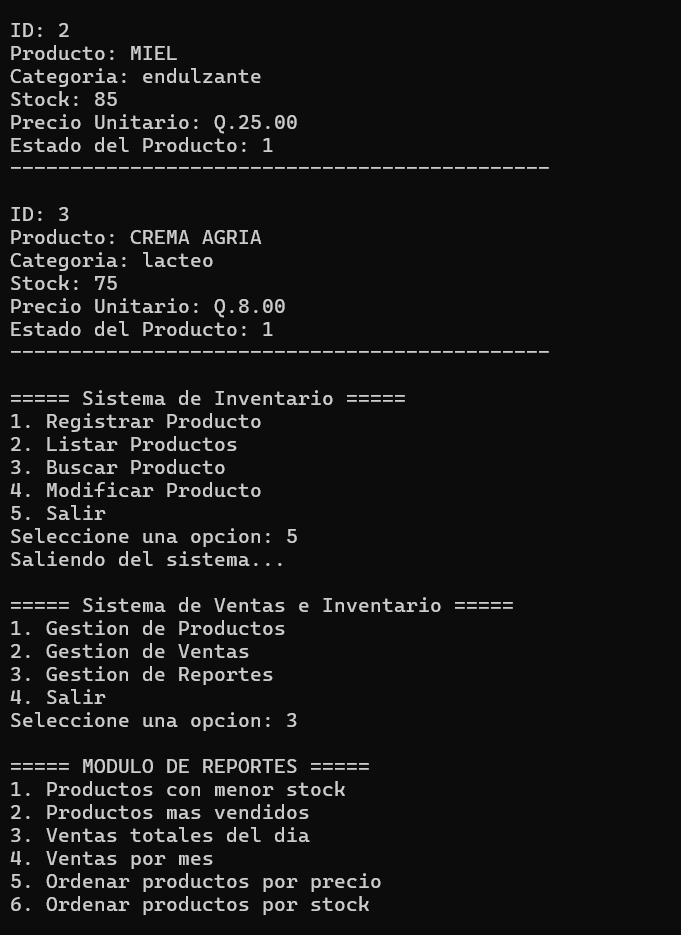 ID: 2
Producto: MIEL
Categoria: endulzante
Stock: 85
Precio Unitario: Q.25.00
Estado del Producto: 1
---------------------------------------------
ID: 3
Producto: CREMA AGRIA
Categoria: lacteo
Stock: 75
Precio Unitario: Q.8.00
Estado del Producto: 1
---------------------------------------------
===== Sistema de Inventario =====
1. Registrar Producto
2. Listar Productos
3. Buscar Producto
4. Modificar Producto
5. Salir
Seleccione una opcion: 5
Saliendo del sistema...
===== Sistema de Ventas e Inventario =====
1. Gestion de Productos
2. Gestion de Ventas
3. Gestion de Reportes
4. Salir
Seleccione una opcion: 3
===== MODULO DE REPORTES =====
1. Productos con menor stock
2. Productos mas vendidos
3. Ventas totales del dia
4. Ventas por mes
5. Ordenar productos por precio
6. Ordenar productos por stock